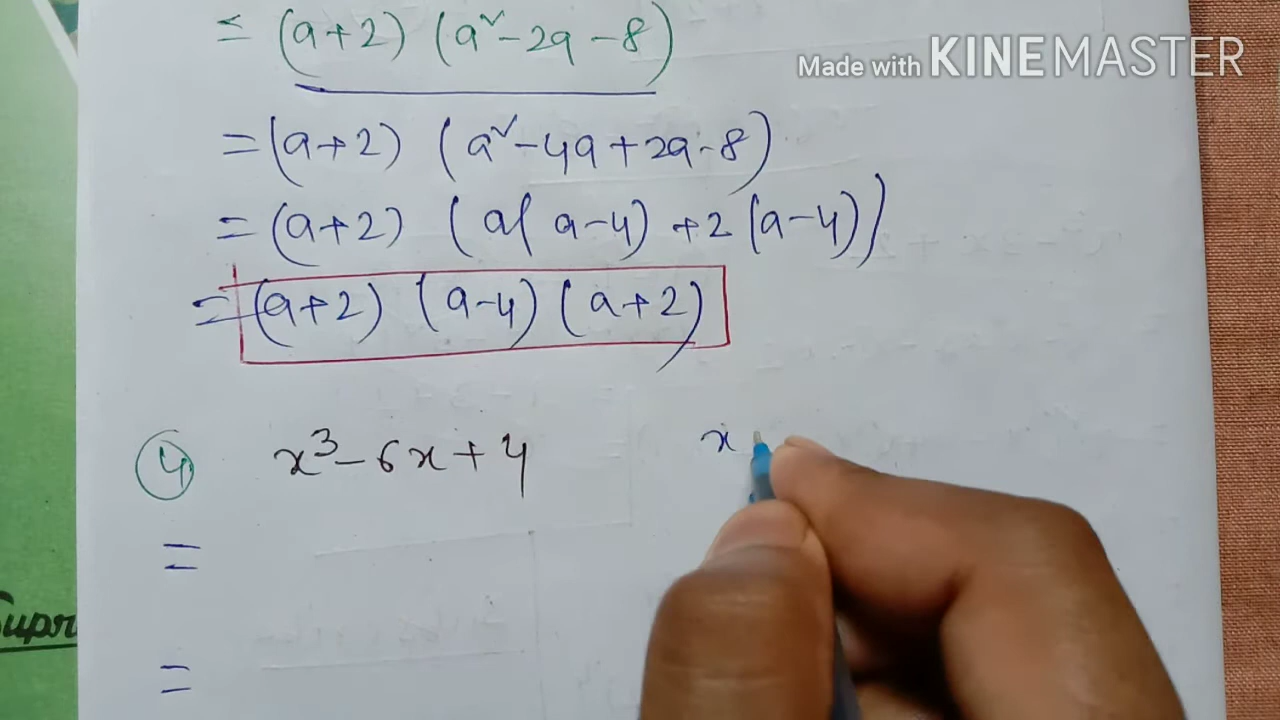 = (a+2) (a²-2a-8)
Made with KINEMASTER
= (a+2) (a²-4a+2a-8)
= (a+2) (a(a-4) +2(a-4))
= (a+2) (a-4) (a+2)
④ x³-6x+4 x
=
=